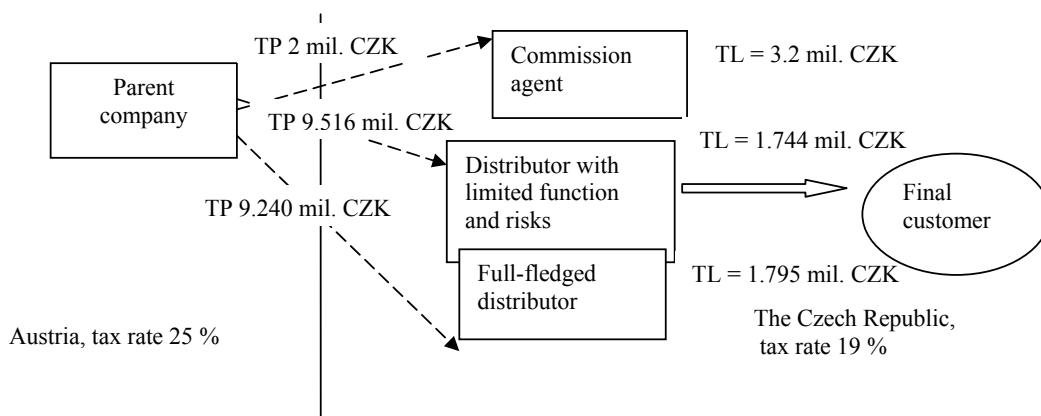 TP 2 mil. CZK
Commission
agent
TL = 3.2 mil. CZK
Parent
company
TP 9.516 mil. CZK
TL = 1.744 mil. CZK
Distributor with
limited function
and risks
TP 9.240 mil. CZK
Final
customer
Full-fledged
distributor
TL = 1.795 mil. CZK
Austria, tax rate 25 %
The Czech Republic,
tax rate 19 %